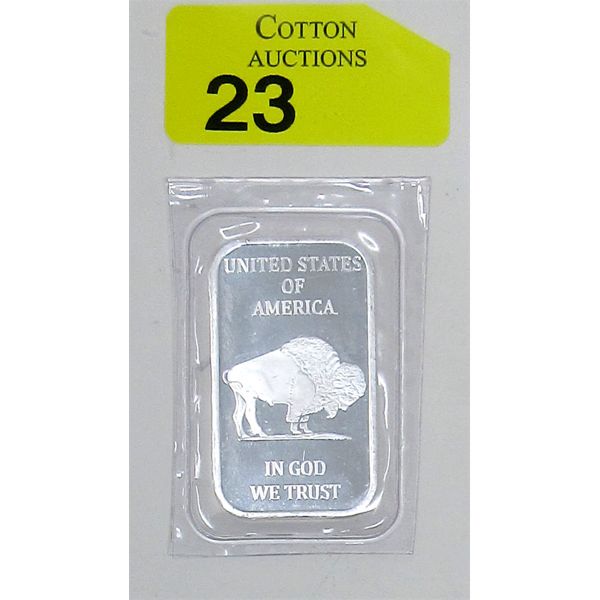 COTTON
AUCTIONS
23
UNITED STATES
OF
AMERICA
IN GOD
WE TRUST